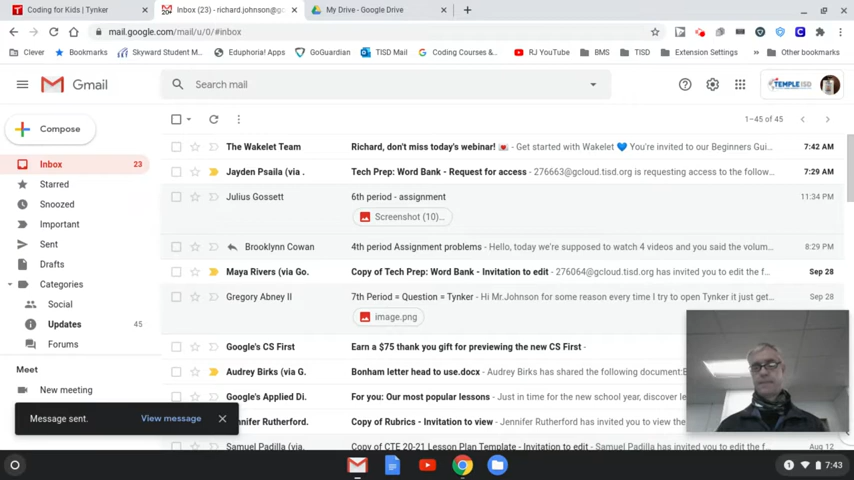 Coding for Kids | Tynker
Inbox (23) - richard.johnson@gc
My Drive - Google Drive
mail.google.com/mail/u/0/#inbox
Clever
Bookmarks
Skyward Student M...
Eduphoria! Apps
GoGuardian
TISD Mail
Coding Courses &...
RJ YouTube
BMS
TISD
Extension Settings
Other bookmarks
Gmail
Search mail
TEMPLE ISD
Compose
1–45 of 45
Inbox 23
Starred
Snoozed
Important
Sent
Drafts
Categories
Social
Updates 45
Forums
Meet
New meeting
The Wakelet Team Richard, don't miss today's webinar! 💌 - Get started with Wakelet 💙 You're invited to our Beginners Gui... 7:42 AM
Jayden Psaila (via . Tech Prep: Word Bank - Request for access - 276663@gcloud.tisd.org is requesting access to the follow... 7:29 AM
Julius Gossett 6th period - assignment 11:34 PM
Screenshot (10)...
Brooklynn Cowan 4th period Assignment problems - Hello, today we're supposed to watch 4 videos and you said the volum... 8:29 PM
Maya Rivers (via Go. Copy of Tech Prep: Word Bank - Invitation to edit - 276064@gcloud.tisd.org has invited you to edit the f... Sep 28
Gregory Abney II 7th Period = Question = Tynker - Hi Mr.Johnson for some reason every time I try to open Tynker it just get... Sep 28
image.png
Google's CS First Earn a $75 thank you gift for previewing the new CS First -
Audrey Birks (via G. Bonham letter head to use.docx - Audrey Birks has shared the following document:B
Google's Applied Di. For you: Our most popular lessons - Just in time for the new school year, discover le
nnifer Rutherford. Copy of Rubrics - Invitation to view - Jennifer Rutherford has invited you to view the
Samuel Padilla (via. Copy of CTE 20-21 Lesson Plan Template - Invitation to edit - Aug 12
Message sent. View message
1 7:43